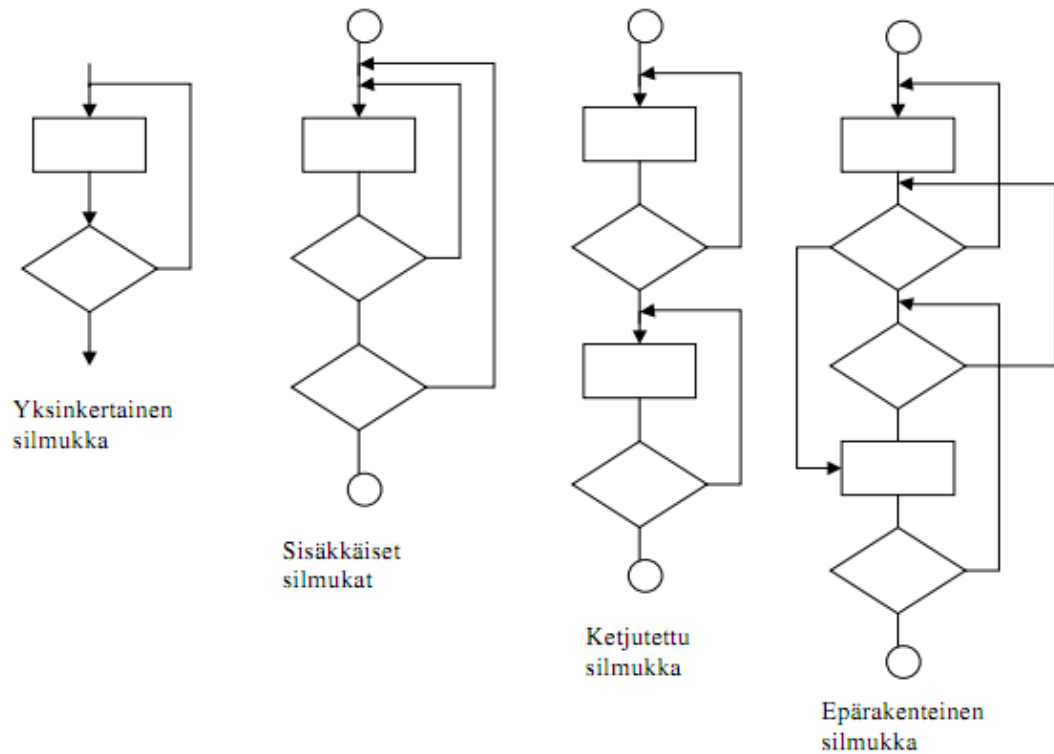 Yksinkertainen
silmukka
Sisäkkäiset
silmukat
Ketjutettu
silmukka
Epärakenteinen
silmukka